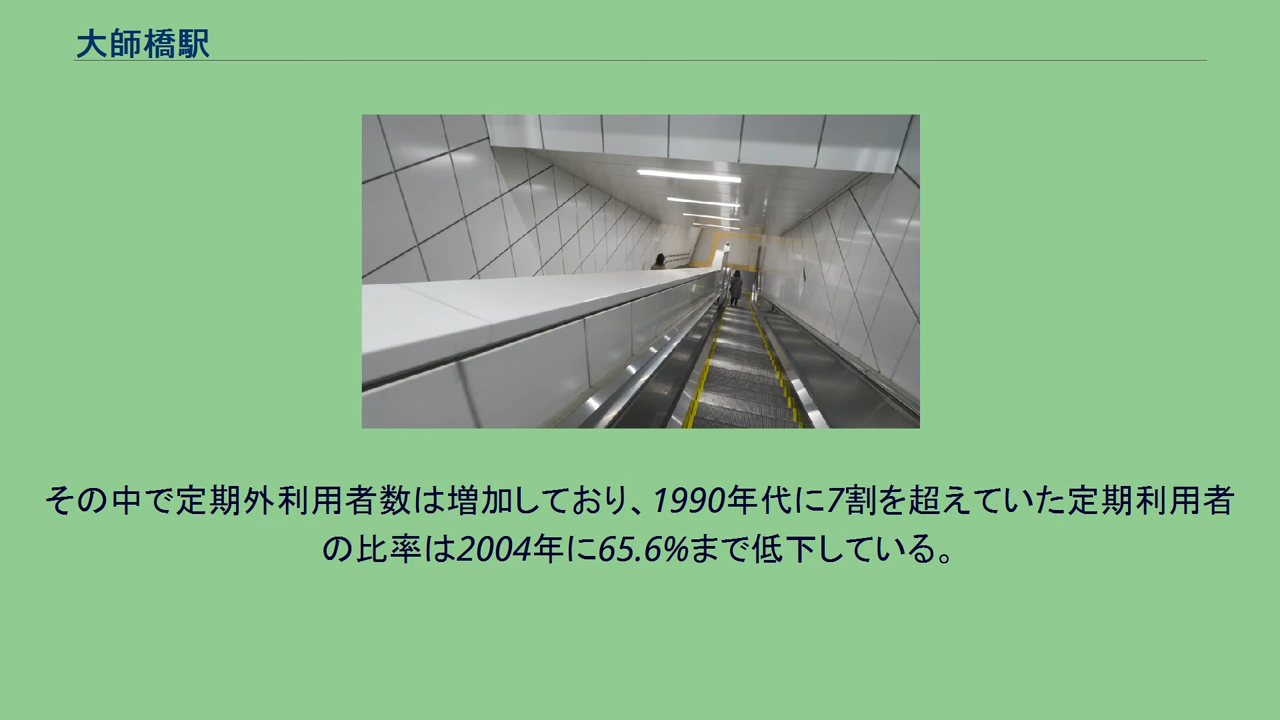 大師橋駅
その中で定期外利用者数は増加しており、1990年代に7割を超えていた定期利用者
の比率は2004年に65.6%まで低下している。